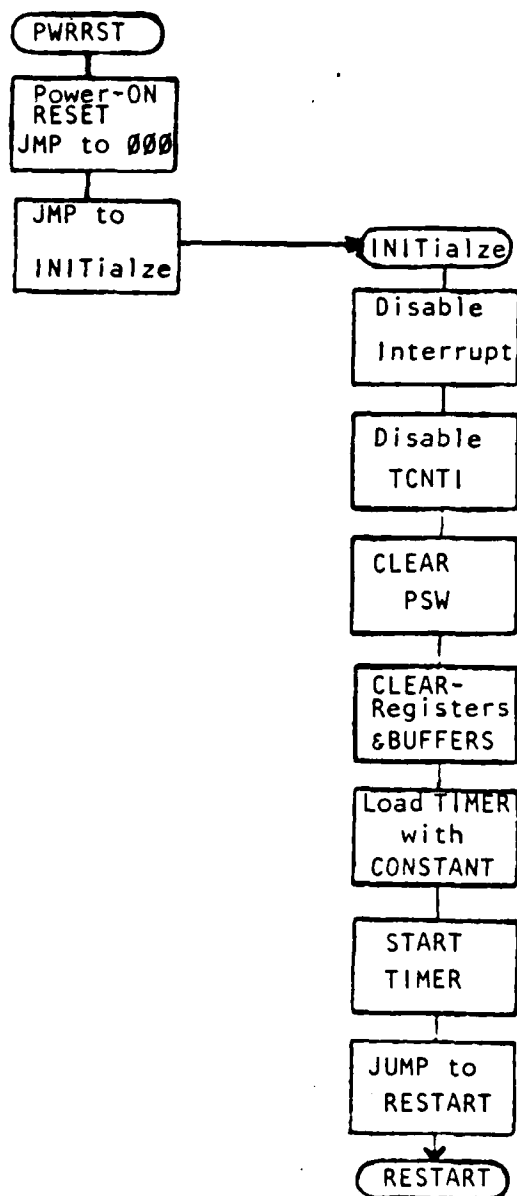 PWRRST
Power-ON
RESET
JMP to ØØØ
JMP to
INITialze
INITialze
Disable
Interrupt
Disable
TCNTI
CLEAR
PSW
CLEAR-
Registers
&BUFFERS
Load TIMER
with
CONSTANT
START
TIMER
JUMP to
RESTART
RESTART